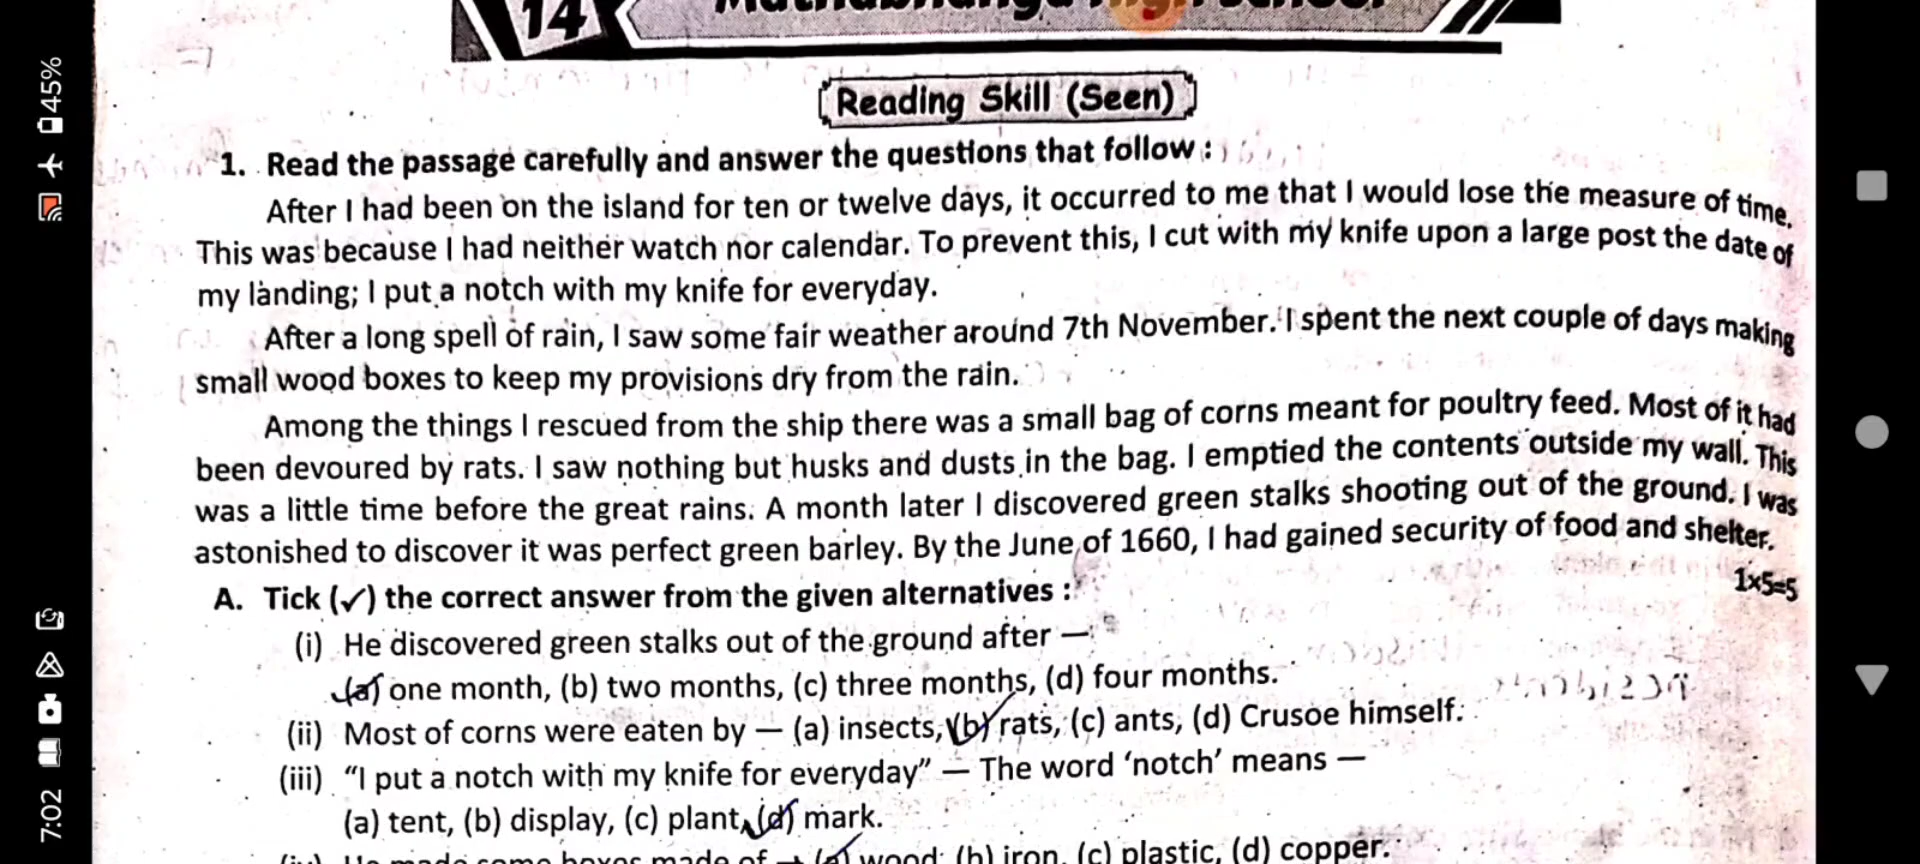 45%
7:02
14
Reading Skill (Seen)
1. Read the passage carefully and answer the questions that follow :
After I had been on the island for ten or twelve days, it occurred to me that I would lose the measure of time.
This was because I had neither watch nor calendar. To prevent this, I cut with my knife upon a large post the date of
my landing; I put a notch with my knife for everyday.
After a long spell of rain, I saw some fair weather around 7th November. I spent the next couple of days making
small wood boxes to keep my provisions dry from the rain.
Among the things I rescued from the ship there was a small bag of corns meant for poultry feed. Most of it had
been devoured by rats. I saw nothing but husks and dusts in the bag. I emptied the contents outside my wall. This
was a little time before the great rains. A month later I discovered green stalks shooting out of the ground. I was
astonished to discover it was perfect green barley. By the June of 1660, I had gained security of food and shelter.
A. Tick (✓) the correct answer from the given alternatives : 1x5=5
(i) He discovered green stalks out of the ground after —
(a) one month, (b) two months, (c) three months, (d) four months.
(ii) Most of corns were eaten by — (a) insects, (b) rats, (c) ants, (d) Crusoe himself.
(iii) “I put a notch with my knife for everyday” — The word ‘notch’ means —
(a) tent, (b) display, (c) plant, (d) mark.
(iv) He made some boxes made of — (a) wood, (b) iron, (c) plastic, (d) copper.